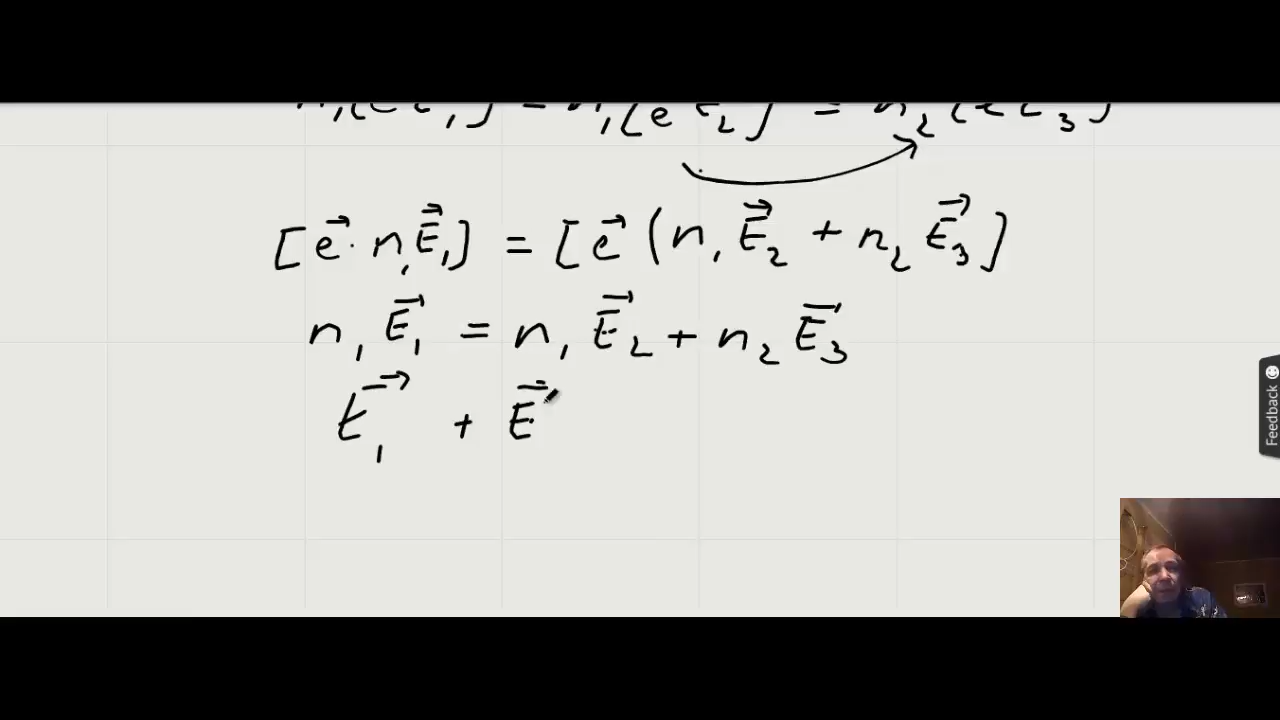 [e⃗ · n₁E⃗₁] = [e⃗ (n₁E⃗₂ + n₂E⃗₃]
n₁E⃗₁ = n₁E⃗₂ + n₂E⃗₃
E⃗₁ + E⃗
Feedback